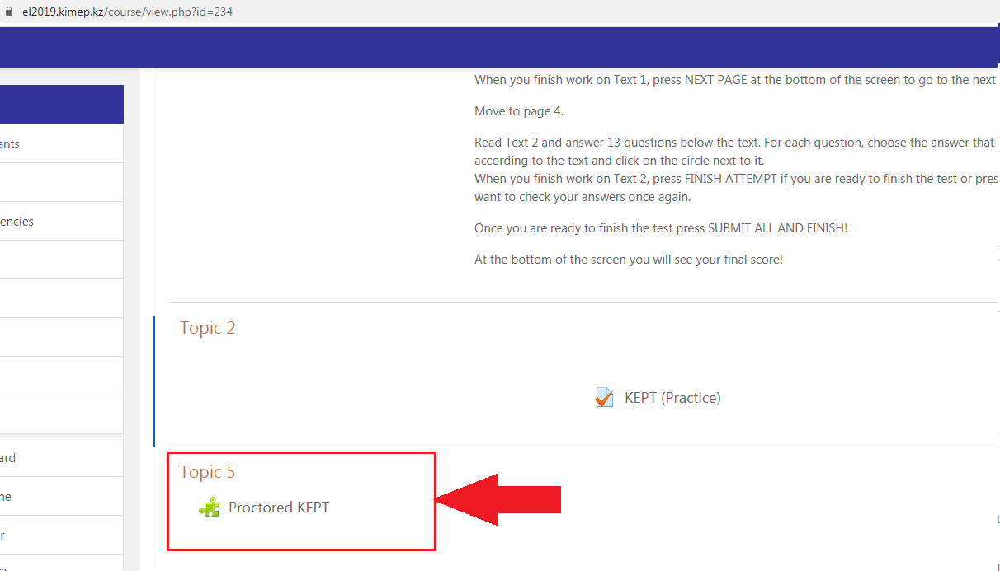 el2019.kimep.kz/course/view.php?id=234
When you finish work on Text 1, press NEXT PAGE at the bottom of the screen to go to the next
Move to page 4.
Read Text 2 and answer 13 questions below the text. For each question, choose the answer that
according to the text and click on the circle next to it.
When you finish work on Text 2, press FINISH ATTEMPT if you are ready to finish the test or pres
want to check your answers once again.
Once you are ready to finish the test press SUBMIT ALL AND FINISH!
At the bottom of the screen you will see your final score!
ants
encies
ard
me
r
Topic 2
KEPT (Practice)
Topic 5
Proctored KEPT